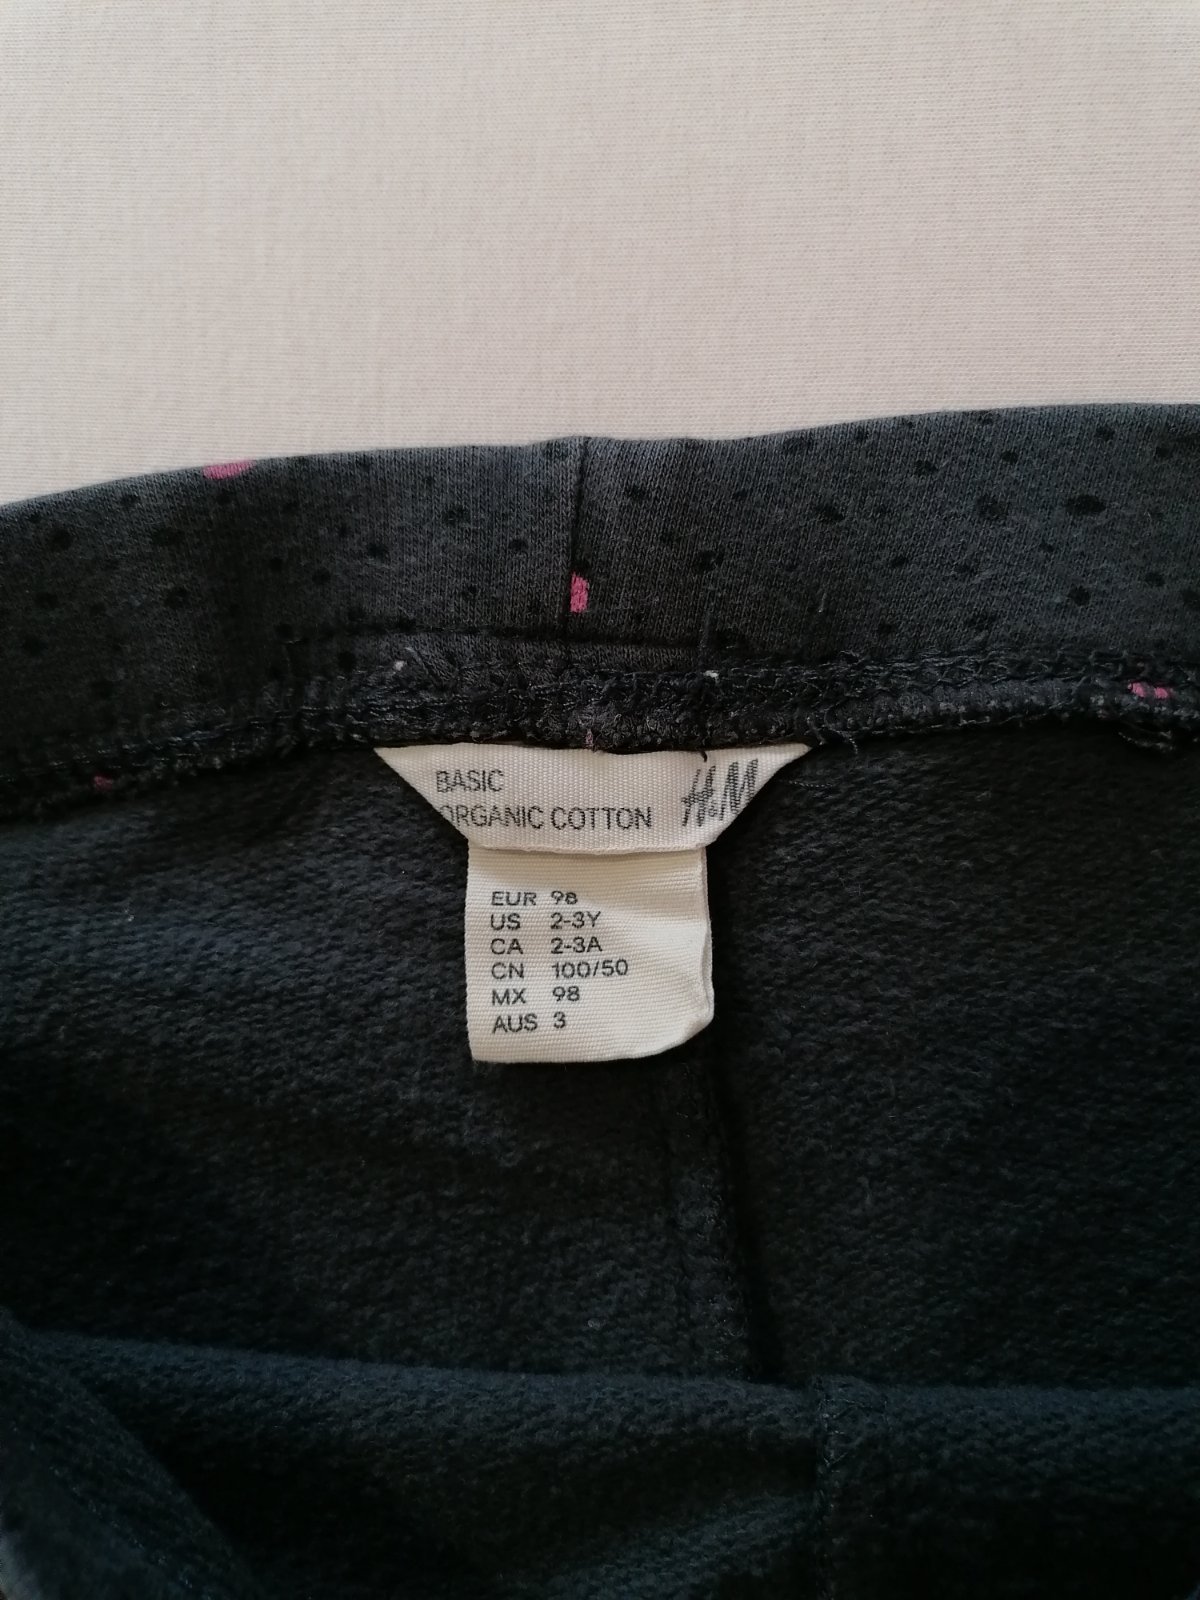 BASIC
ORGANIC COTTON H&M
EUR 98
US 2-3Y
CA 2-3A
CN 100/50
MX 98
AUS 3